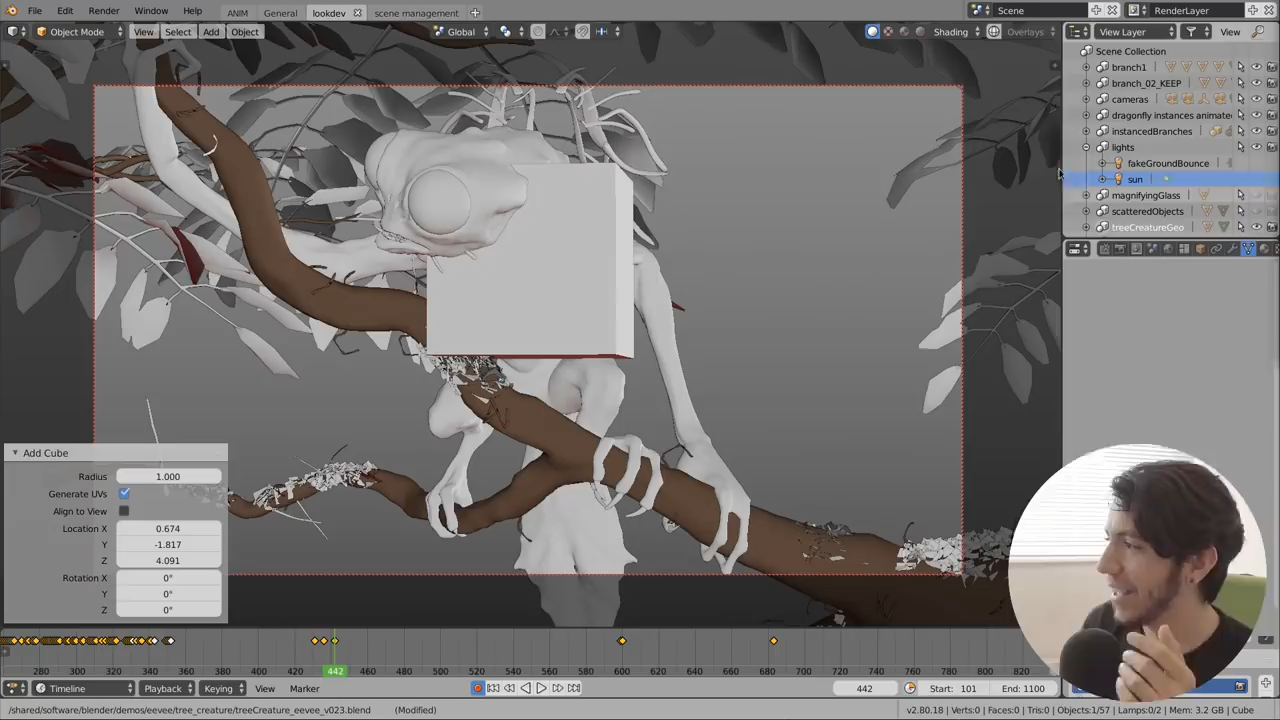 File Edit Render Window Help ANIM General lookdev scene management Scene RenderLayer
Object Mode View Select Add Object Global Shading Overlays View Layer View
Scene Collection
branch1
branch_02_KEEP
cameras
dragonfly instances animate
instancedBranches
lights
fakeGroundBounce
sun
magnifyingGlass
scatteredObjects
treeCreatureGeo
Add Cube
Radius 1.000
Generate UVs
Align to View
Location X 0.674
Y -1.817
Z 4.091
Rotation X 0°
Y 0°
Z 0°
280 300 320 340 360 380 400 420 442 460 480 500 520 540 560 580 600 620 640 660 680 700 720 740 760 780 800 820
Timeline Playback Keying View Marker 442 Start: 101 End: 1100
/shared/software/blender/demos/eevee/tree_creature/treeCreature_eevee_v023.blend (Modified) v2.80.18 | Verts:0 | Faces:0 | Tris:0 | Objects:1/57 | Lamps:0/2 | Mem: 3.2 GB | Cube